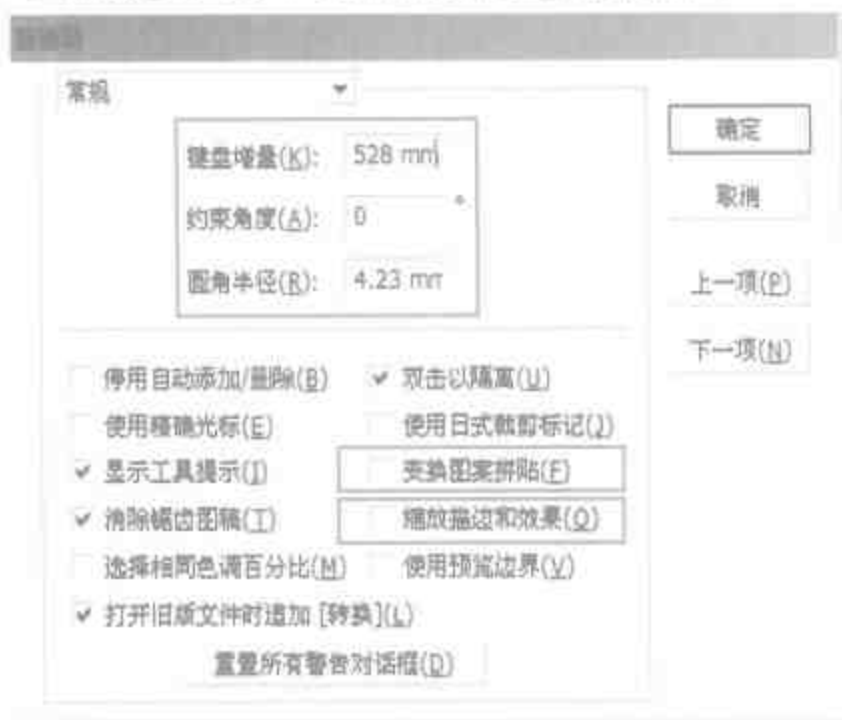 常规
确定
键盘增量(K): 528 mm
取消
约束角度(A): 0 °
圆角半径(R): 4.23 mm
上一项(P)
下一项(N)
停用自动添加/删除(B) 双击以隔离(U)
使用精确光标(E) 使用日式裁剪标记(J)
显示工具提示(I) 变换图案拼贴(F)
消除锯齿图稿(T) 缩放描边和效果(O)
选择相同色调百分比(M) 使用预览边界(V)
打开旧版文件时追加 [转换](L)
重置所有警告对话框(D)